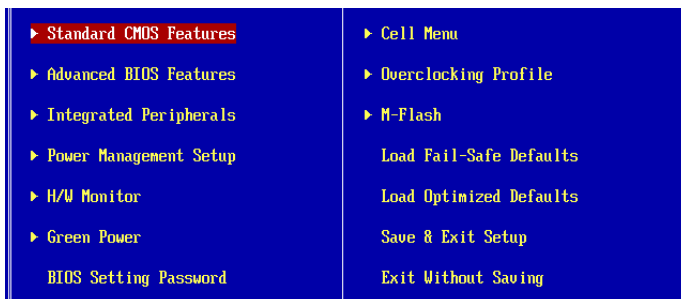 Standard CMOS Features
Advanced BIOS Features
Integrated Peripherals
Power Management Setup
H/W Monitor
Green Power
BIOS Setting Password
Cell Menu
Overclocking Profile
M-Flash
Load Fail-Safe Defaults
Load Optimized Defaults
Save & Exit Setup
Exit Without Saving